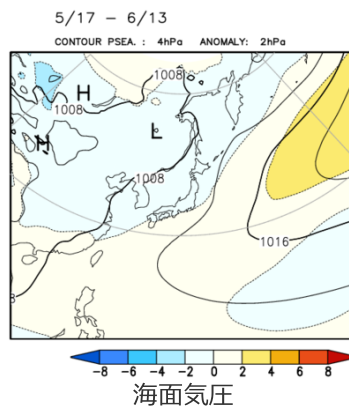 5/17 - 6/13
CONTOUR PSEA. : 4hPa ANOMALY: 2hPa
1008
H
1008
L
H
1008
1016
8
-8 -6 -4 -2 0 2 4 6 8
海面気圧